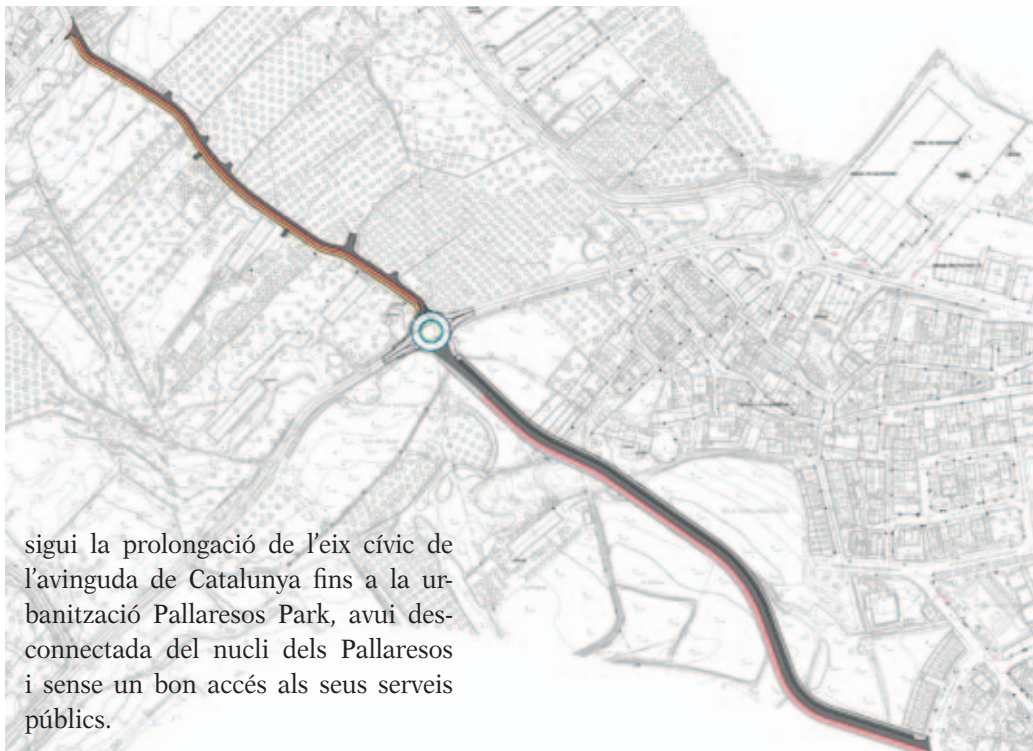 sigui la prolongació de l'eix cívic de
l'avinguda de Catalunya fins a la ur-
banització Pallaresos Park, avui des-
connectada del nucli dels Pallaresos
i sense un bon accés als seus serveis
públics.